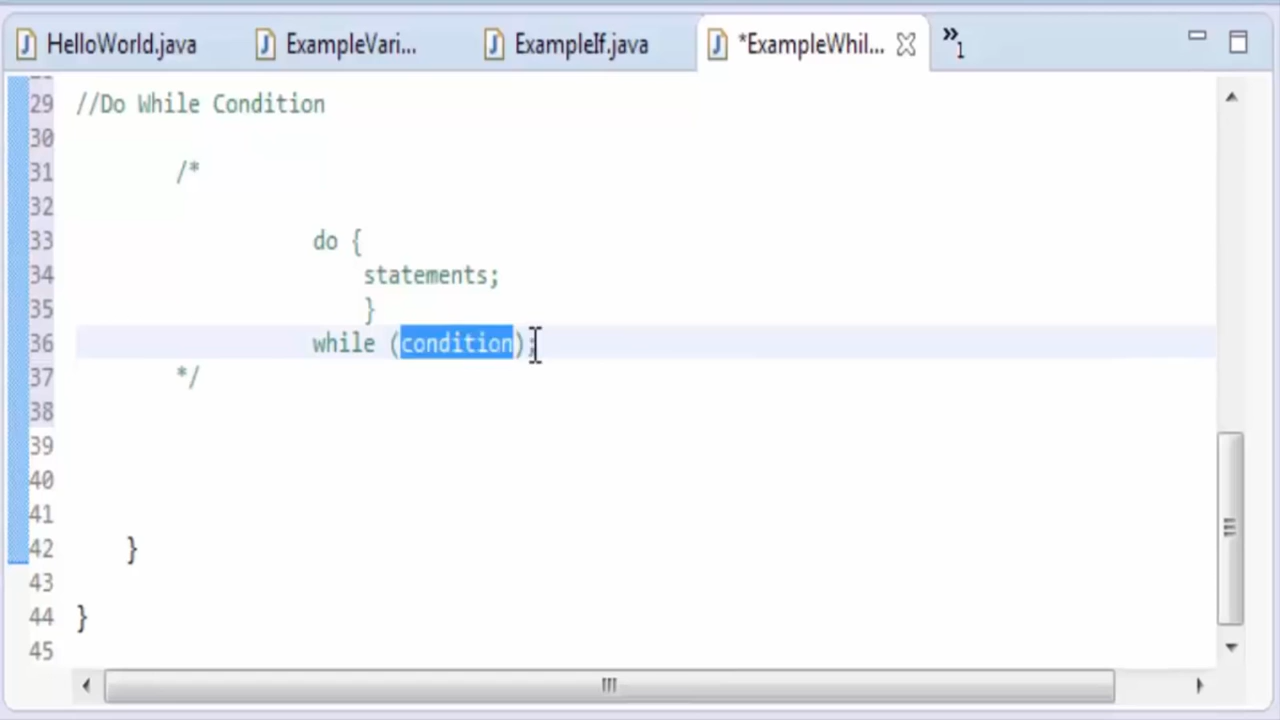 HelloWorld.java ExampleVari... ExampleIf.java *ExampleWhil... »1
29 //Do While Condition
30
31 /*
32
33 do {
34 statements;
35 }
36 while (condition);
37 */
38
39
40
41
42 }
43
44 }
45